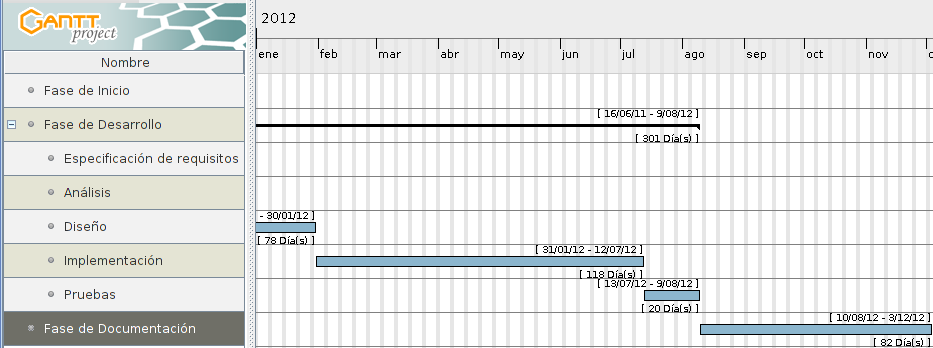 GANTT
project
2012
Nombre
ene feb mar abr may jun jul ago sep oct nov
Fase de Inicio
[ 16/06/11 - 9/08/12 ]
Fase de Desarrollo
[ 301 Día(s) ]
Especificación de requisitos
Análisis
- 30/01/12 ]
Diseño
[ 78 Día(s) ]
[ 31/01/12 - 12/07/12 ]
Implementación
[ 118 Día(s) ]
[ 13/07/12 - 9/08/12 ]
Pruebas
[ 20 Día(s) ]
[ 10/08/12 - 3/12/12 ]
Fase de Documentación
[ 82 Día(s) ]